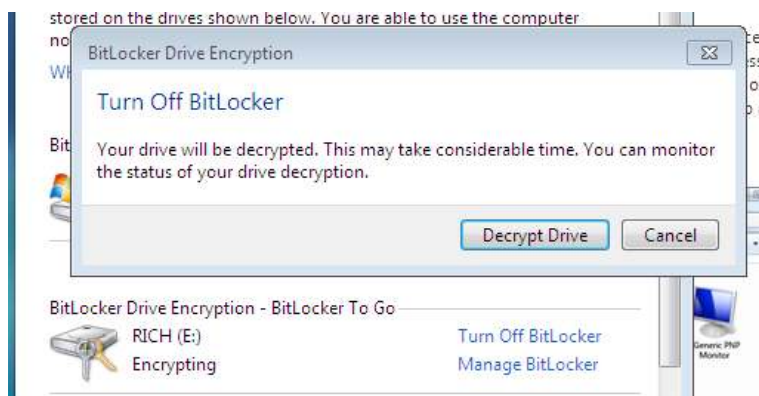 stored on the drives shown below. You are able to use the computer
no
BitLocker Drive Encryption
Wh
Turn Off BitLocker
Your drive will be decrypted. This may take considerable time. You can monitor
the status of your drive decryption.
Bit
Decrypt Drive
Cancel
BitLocker Drive Encryption - BitLocker To Go
RICH (E:)
Turn Off BitLocker
Encrypting
Manage BitLocker
Generic PNP
Monitor